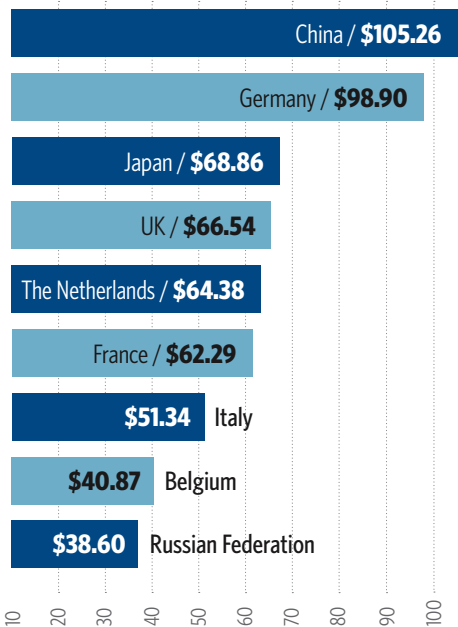 China / $105.26
Germany / $98.90
Japan / $68.86
UK / $66.54
The Netherlands / $64.38
France / $62.29
$51.34 Italy
$40.87 Belgium
$38.60 Russian Federation
10 20 30 40 50 60 70 80 90 100